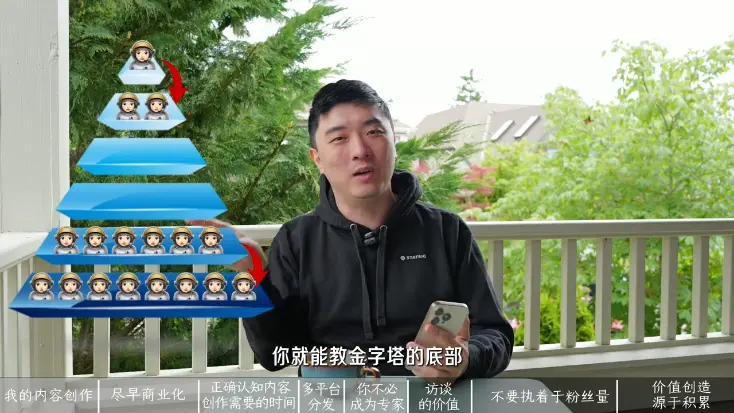 你就能教金字塔的底部
我的内容创作
尽早商业化
正确认知内容
创作需要的时间
多平台
分发
你不必
成为专家
访谈
的价值
不要执着于粉丝量
价值创造
源于积累